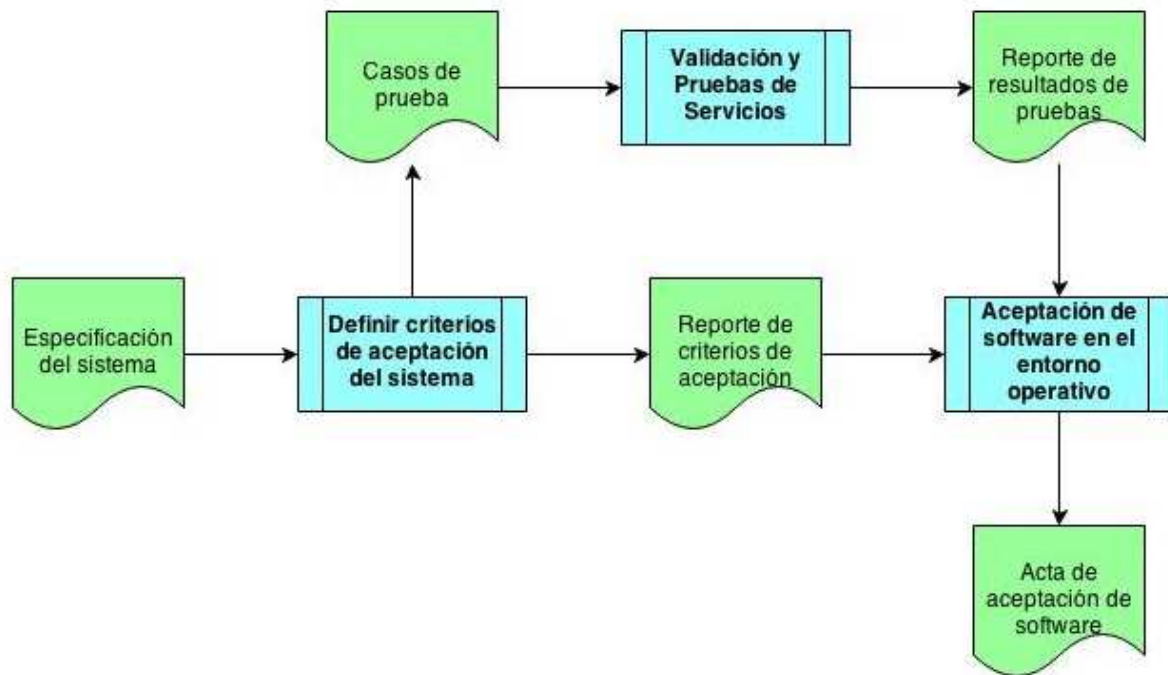 Casos de
prueba
Validación y
Pruebas de
Servicios
Reporte de
resultados de
pruebas
Especificación
del sistema
Definir criterios
de aceptación
del sistema
Reporte de
criterios de
aceptación
Aceptación de
software en el
entorno
operativo
Acta de
aceptación de
software